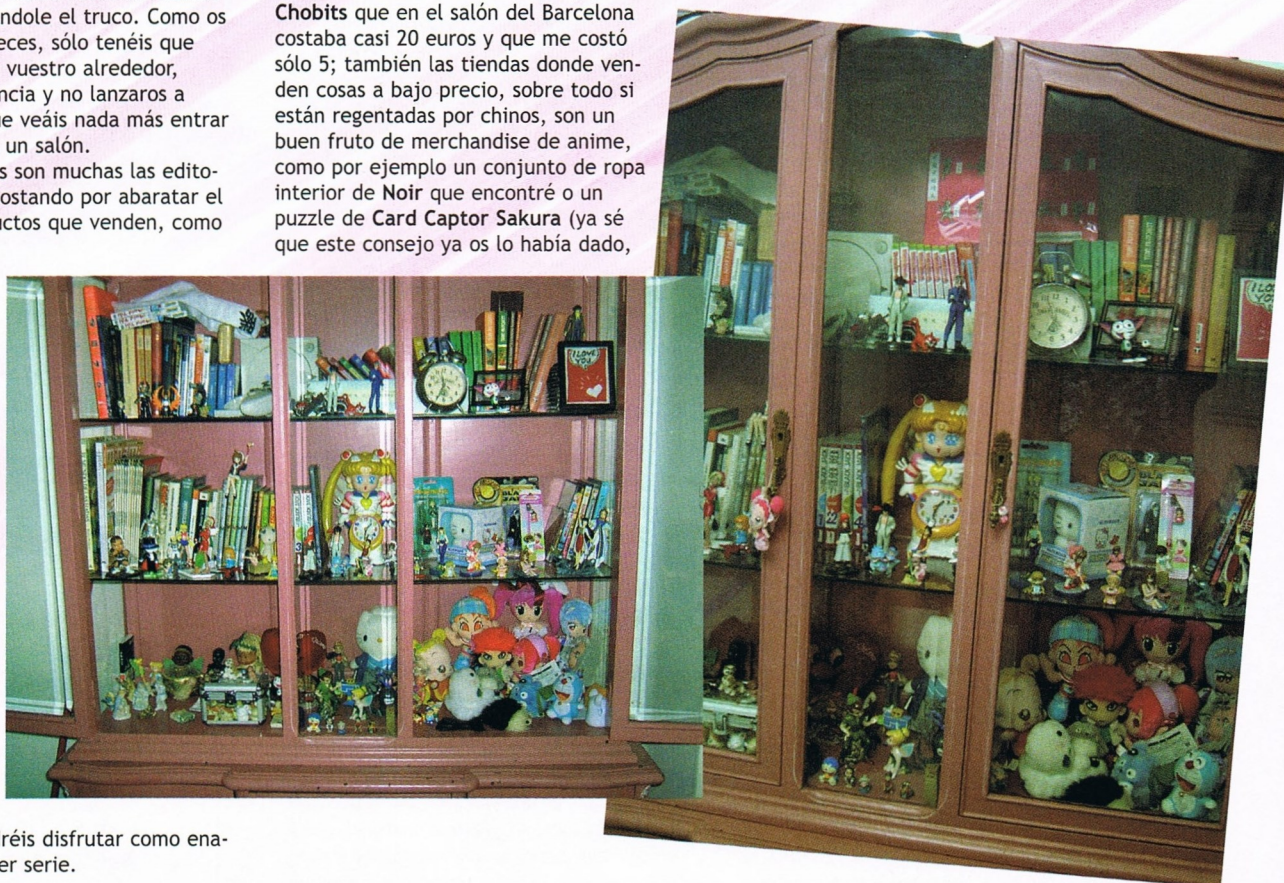 ndole el truco. Como os
eces, sólo tenéis que
vuestro alrededor,
ncia y no lanzaros a
ue veáis nada más entrar
un salón.
s son muchas las edito-
ostando por abaratar el
uctos que venden, como
Chobits que en el salón del Barcelona
costaba casi 20 euros y que me costó
sólo 5; también las tiendas donde ven-
den cosas a bajo precio, sobre todo si
están regentadas por chinos, son un
buen fruto de merchandise de anime,
como por ejemplo un conjunto de ropa
interior de Noir que encontré o un
puzzle de Card Captor Sakura (ya sé
que este consejo ya os lo había dado,
réis disfrutar como ena-
er serie.
I LOVE
YOU